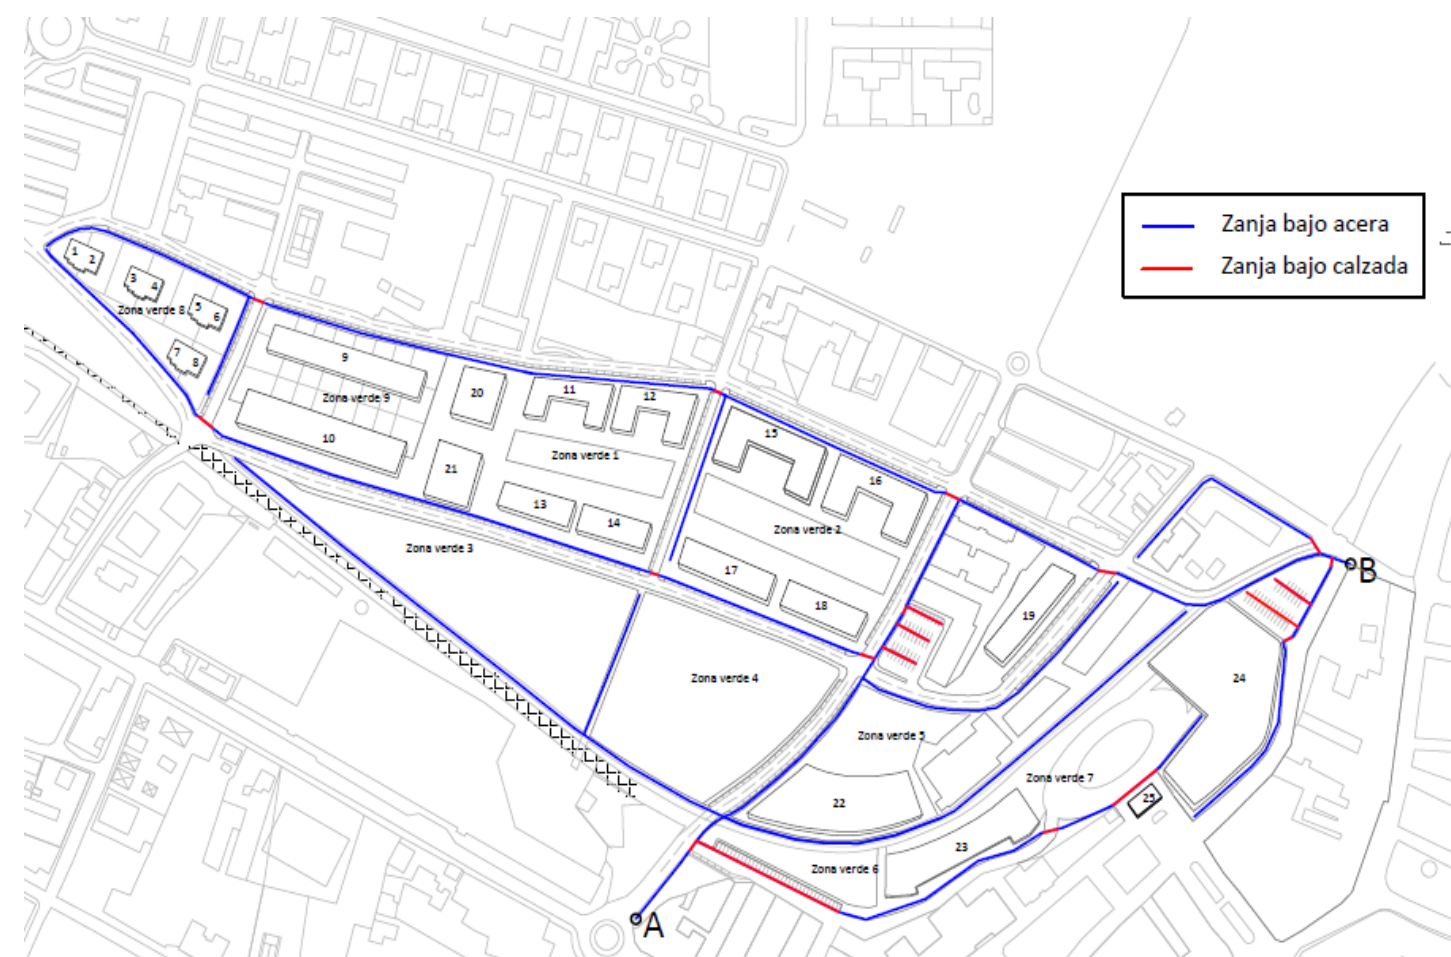 Zanja bajo acera
Zanja bajo calzada
1
2
3
4
5
6
Zona verde 8
7
8
9
Zona verde 9
10
20
11
12
Zona verde 1
21
13
14
Zona verde 3
15
16
Zona verde 2
17
18
19
Zona verde 4
B
24
Zona verde 5
Zona verde 7
22
25
23
Zona verde 6
A